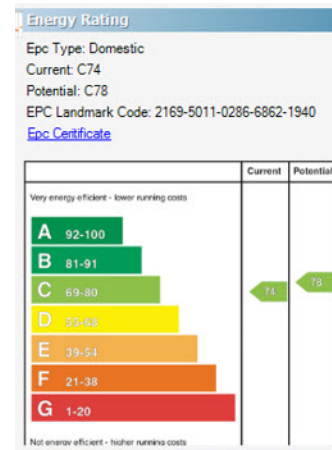 Energy Rating
Epc Type: Domestic
Current: C74
Potential: C78
EPC Landmark Code: 2169-5011-0286-6862-1940
Epc Certificate
Current Potential
Very energy efficient - lower running costs
A 92-100
B 81-91
C 69-80
78
74
D 55-68
E 39-54
F 21-38
G 1-20
Not energy efficient - higher running costs